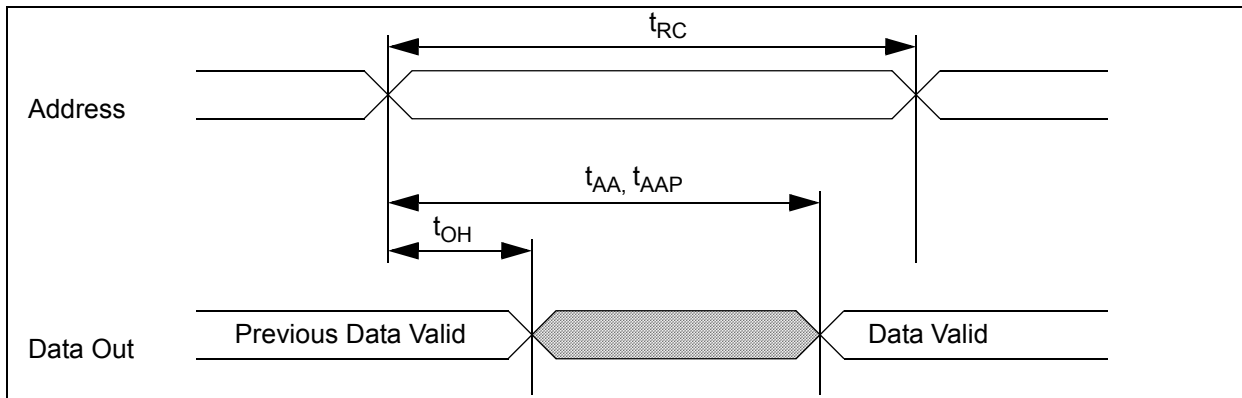 tRC
Address
tAA, tAAP
tOH
Previous Data Valid
Data Valid
Data Out